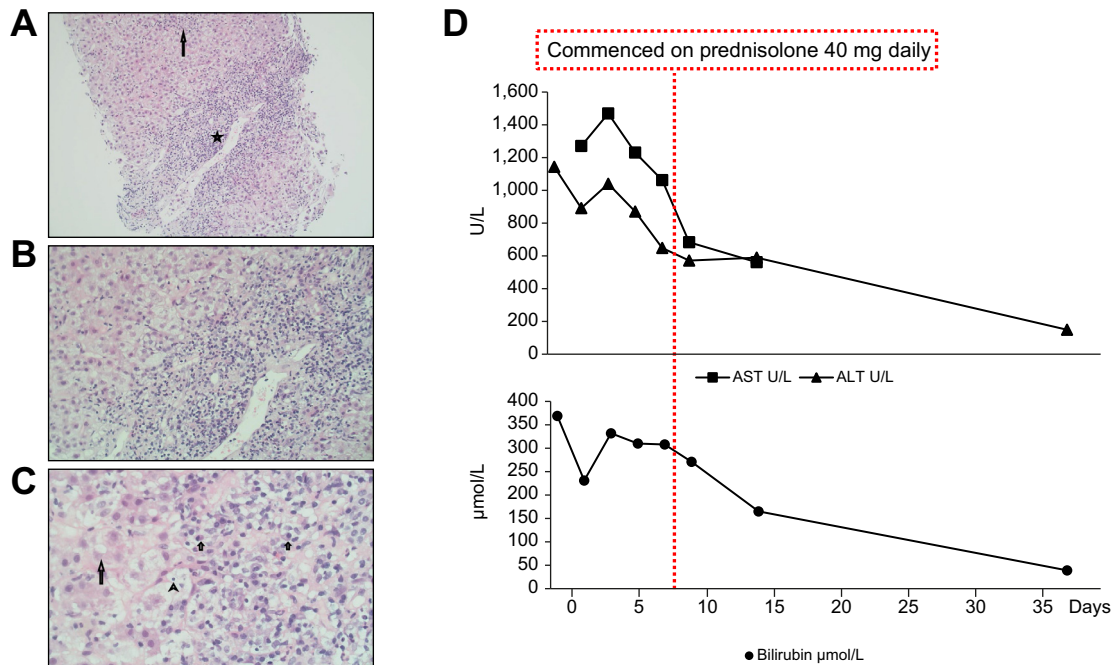 A
B
C
D
Commenced on prednisolone 40 mg daily
1,600
1,400
1,200
1,000
800
600
400
200
0
U/L
AST U/L ALT U/L
400
350
300
250
200
150
100
50
0
µmol/L
0 5 10 15 20 25 30 35 Days
Bilirubin µmol/L